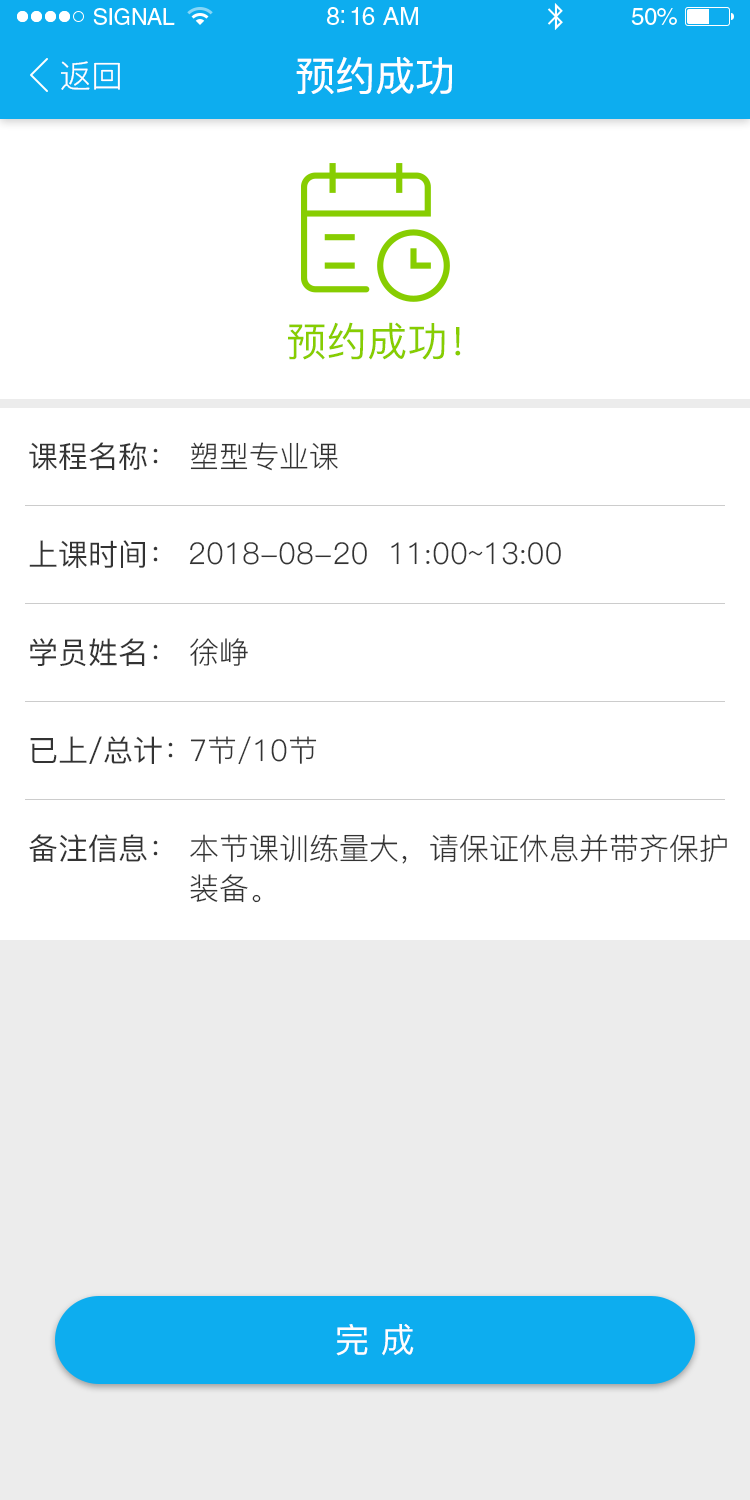 SIGNAL 8:16 AM 50%
返回 预约成功
预约成功!
课程名称： 塑型专业课
上课时间： 2018-08-20 11:00~13:00
学员姓名： 徐峥
已上/总计： 7节/10节
备注信息： 本节课训练量大，请保证休息并带齐保护
装备。
完成